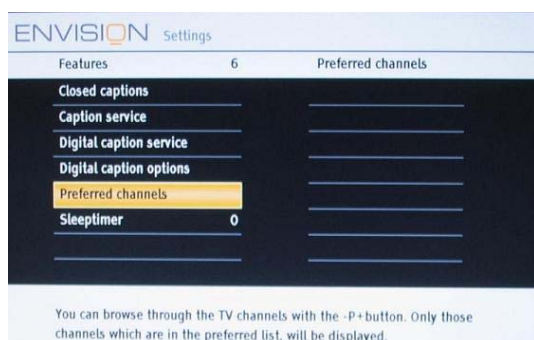 ENVISION Settings
Features 6 Preferred channels
Closed captions
Caption service
Digital caption service
Digital caption options
Preferred channels
Sleeptimer 0
You can browse through the TV channels with the -P+button. Only those
channels which are in the preferred list, will be displayed.